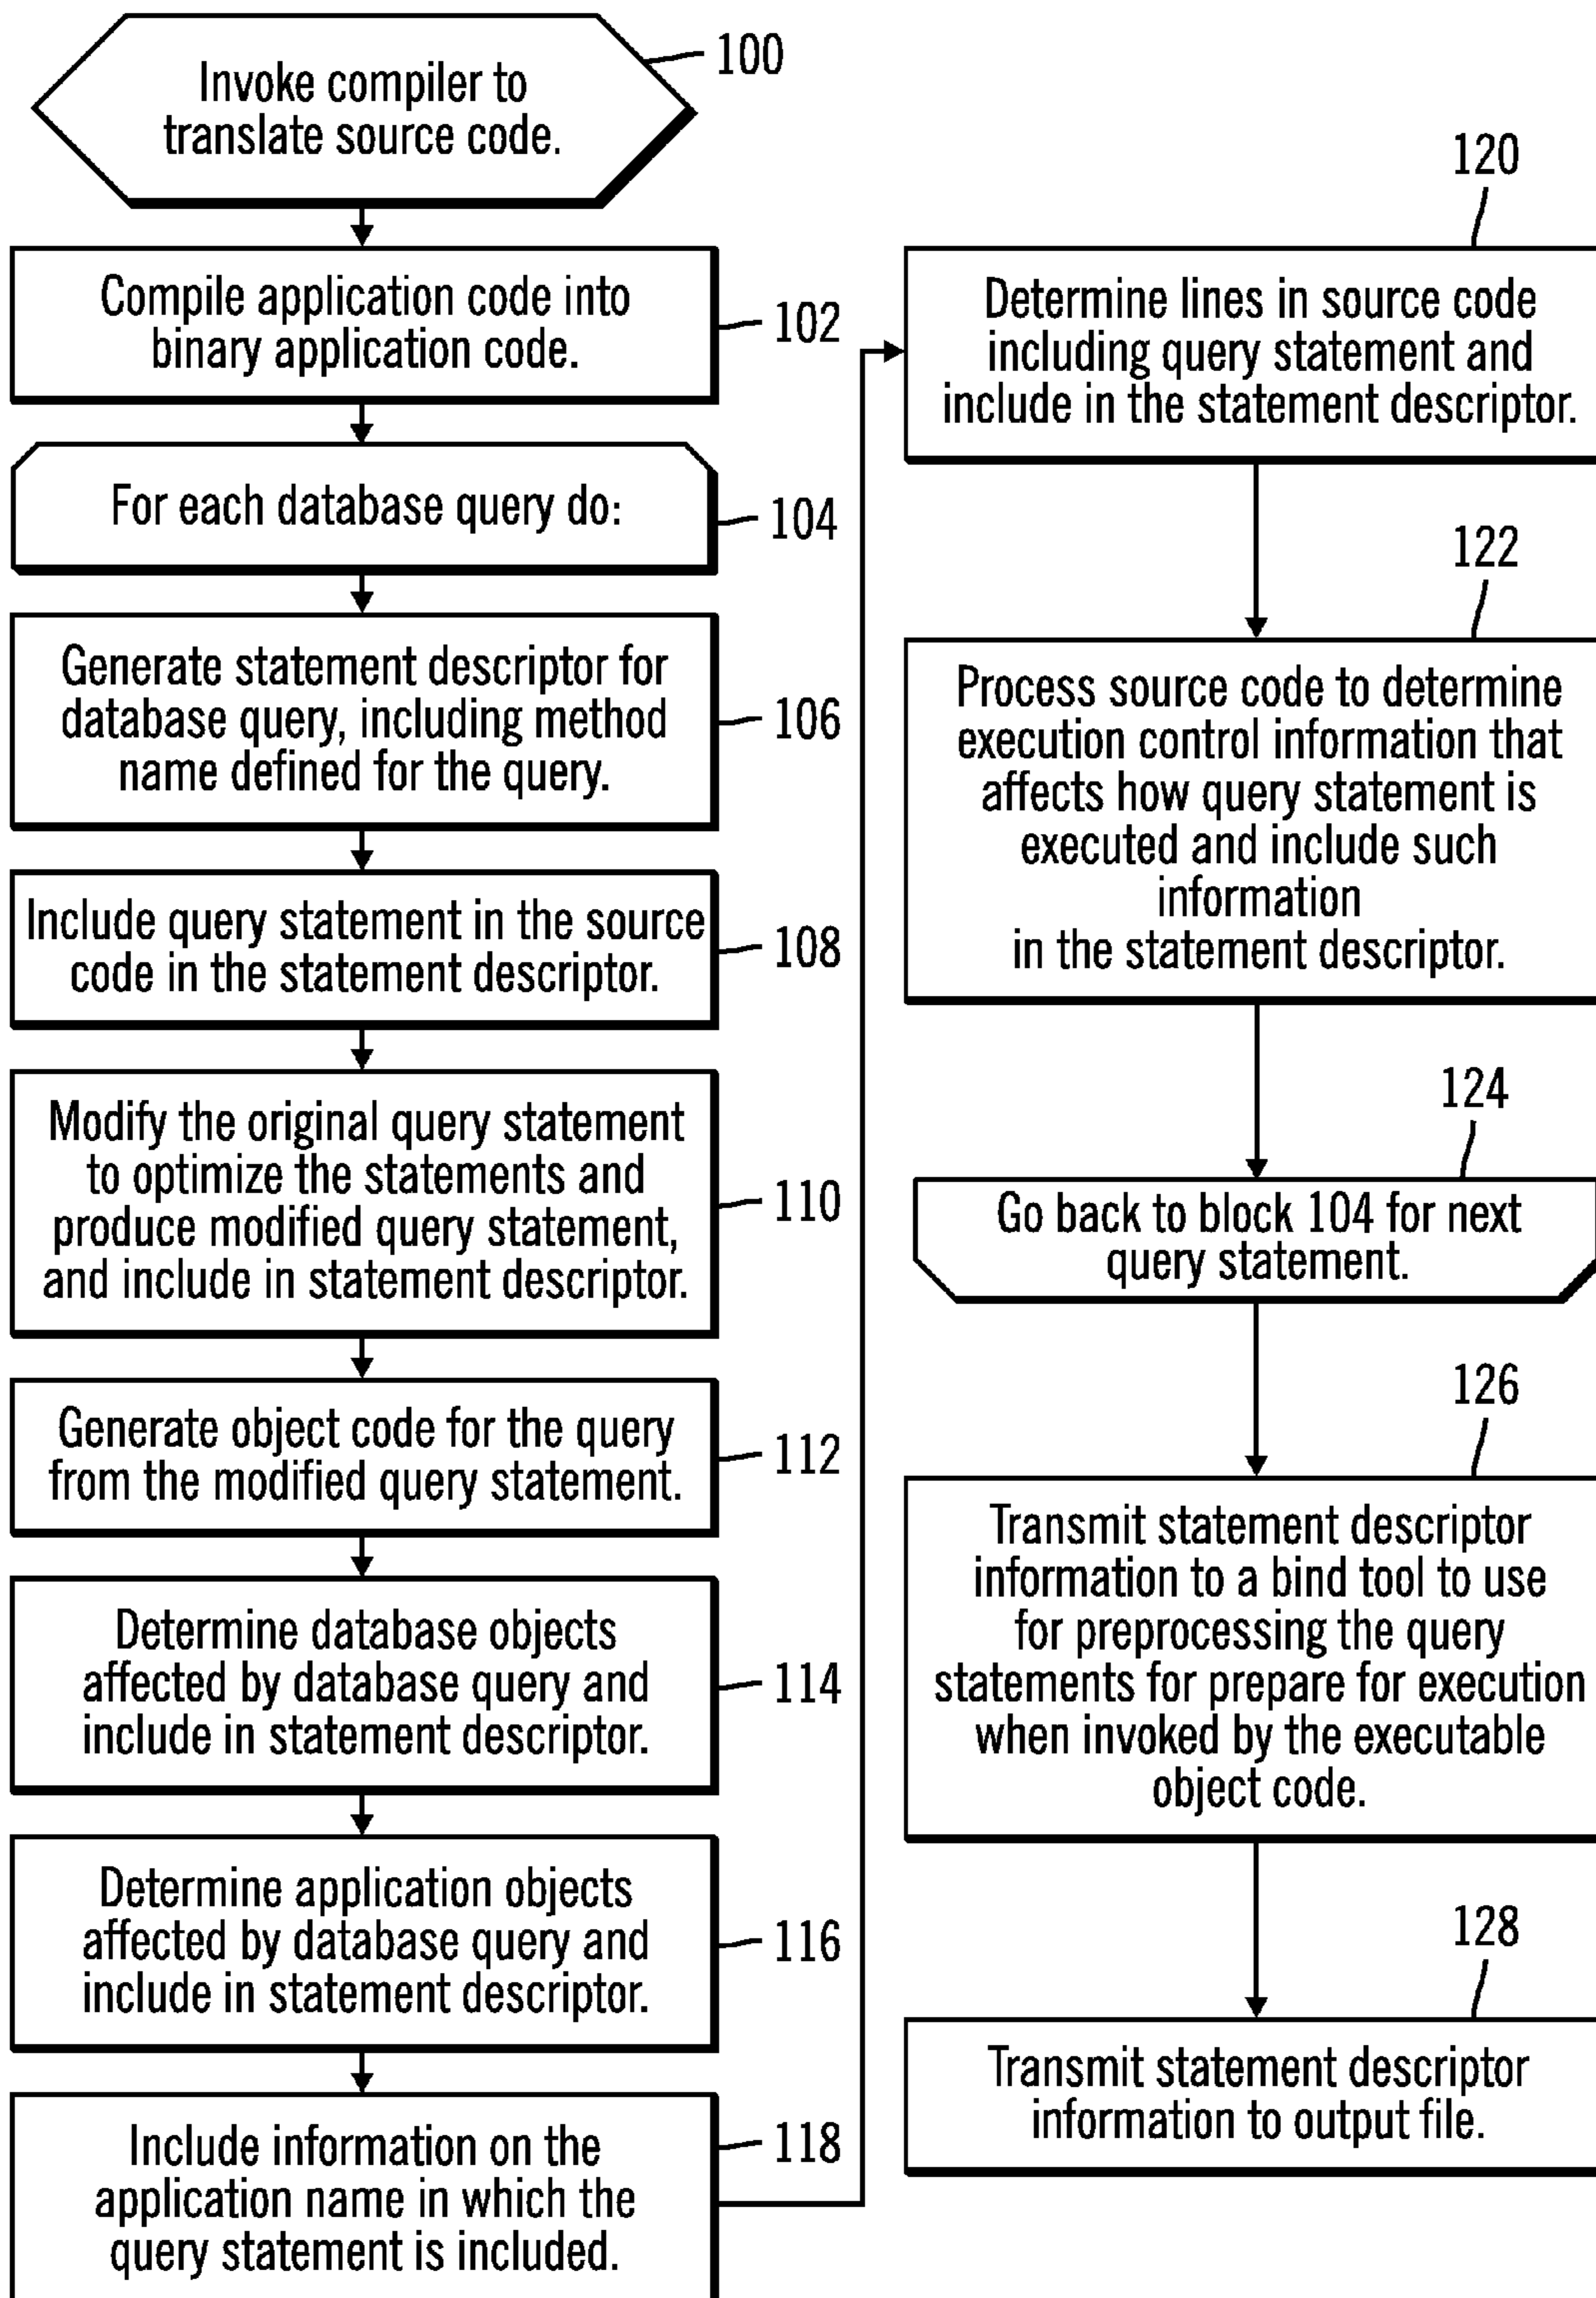 Invoke compiler to
translate source code.
100
Compile application code into
binary application code.
102
For each database query do:
104
Generate statement descriptor for
database query, including method
name defined for the query.
106
Include query statement in the source
code in the statement descriptor.
108
Modify the original query statement
to optimize the statements and
produce modified query statement,
and include in statement descriptor.
110
Generate object code for the query
from the modified query statement.
112
Determine database objects
affected by database query and
include in statement descriptor.
114
Determine application objects
affected by database query and
include in statement descriptor.
116
Include information on the
application name in which the
query statement is included.
118
120
Determine lines in source code
including query statement and
include in the statement descriptor.
122
Process source code to determine
execution control information that
affects how query statement is
executed and include such
information
in the statement descriptor.
124
Go back to block 104 for next
query statement.
126
Transmit statement descriptor
information to a bind tool to use
for preprocessing the query
statements for prepare for execution
when invoked by the executable
object code.
128
Transmit statement descriptor
information to output file.